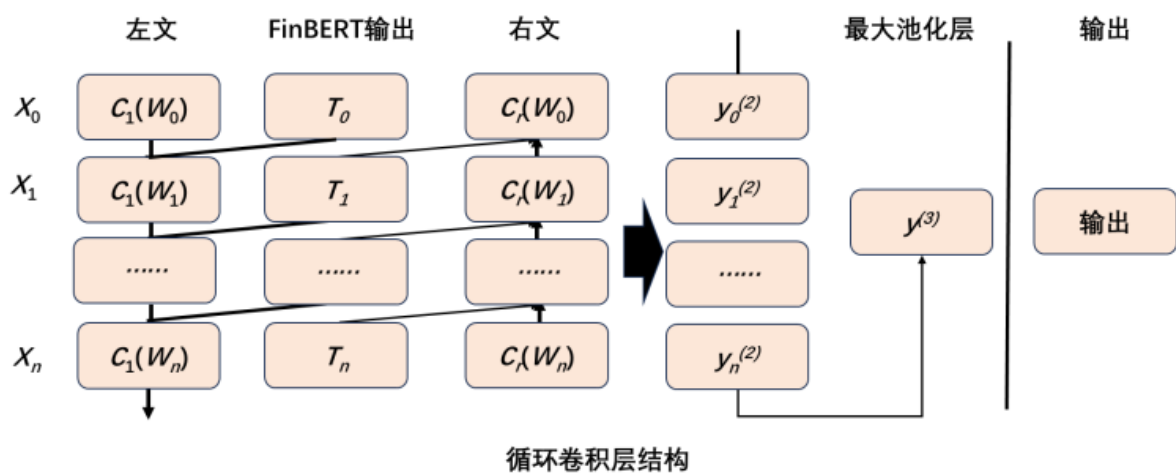 左文 FinBERT输出 右文 最大池化层 输出
X₀ C₁(W₀) T₀ Cᵣ(W₀) y₀⁽²⁾
X₁ C₁(W₁) T₁ Cᵣ(W₁) y₁⁽²⁾
y⁽³⁾ 输出
…… …… …… ……
Xₙ C₁(Wₙ) Tₙ Cᵣ(Wₙ) yₙ⁽²⁾
循环卷积层结构